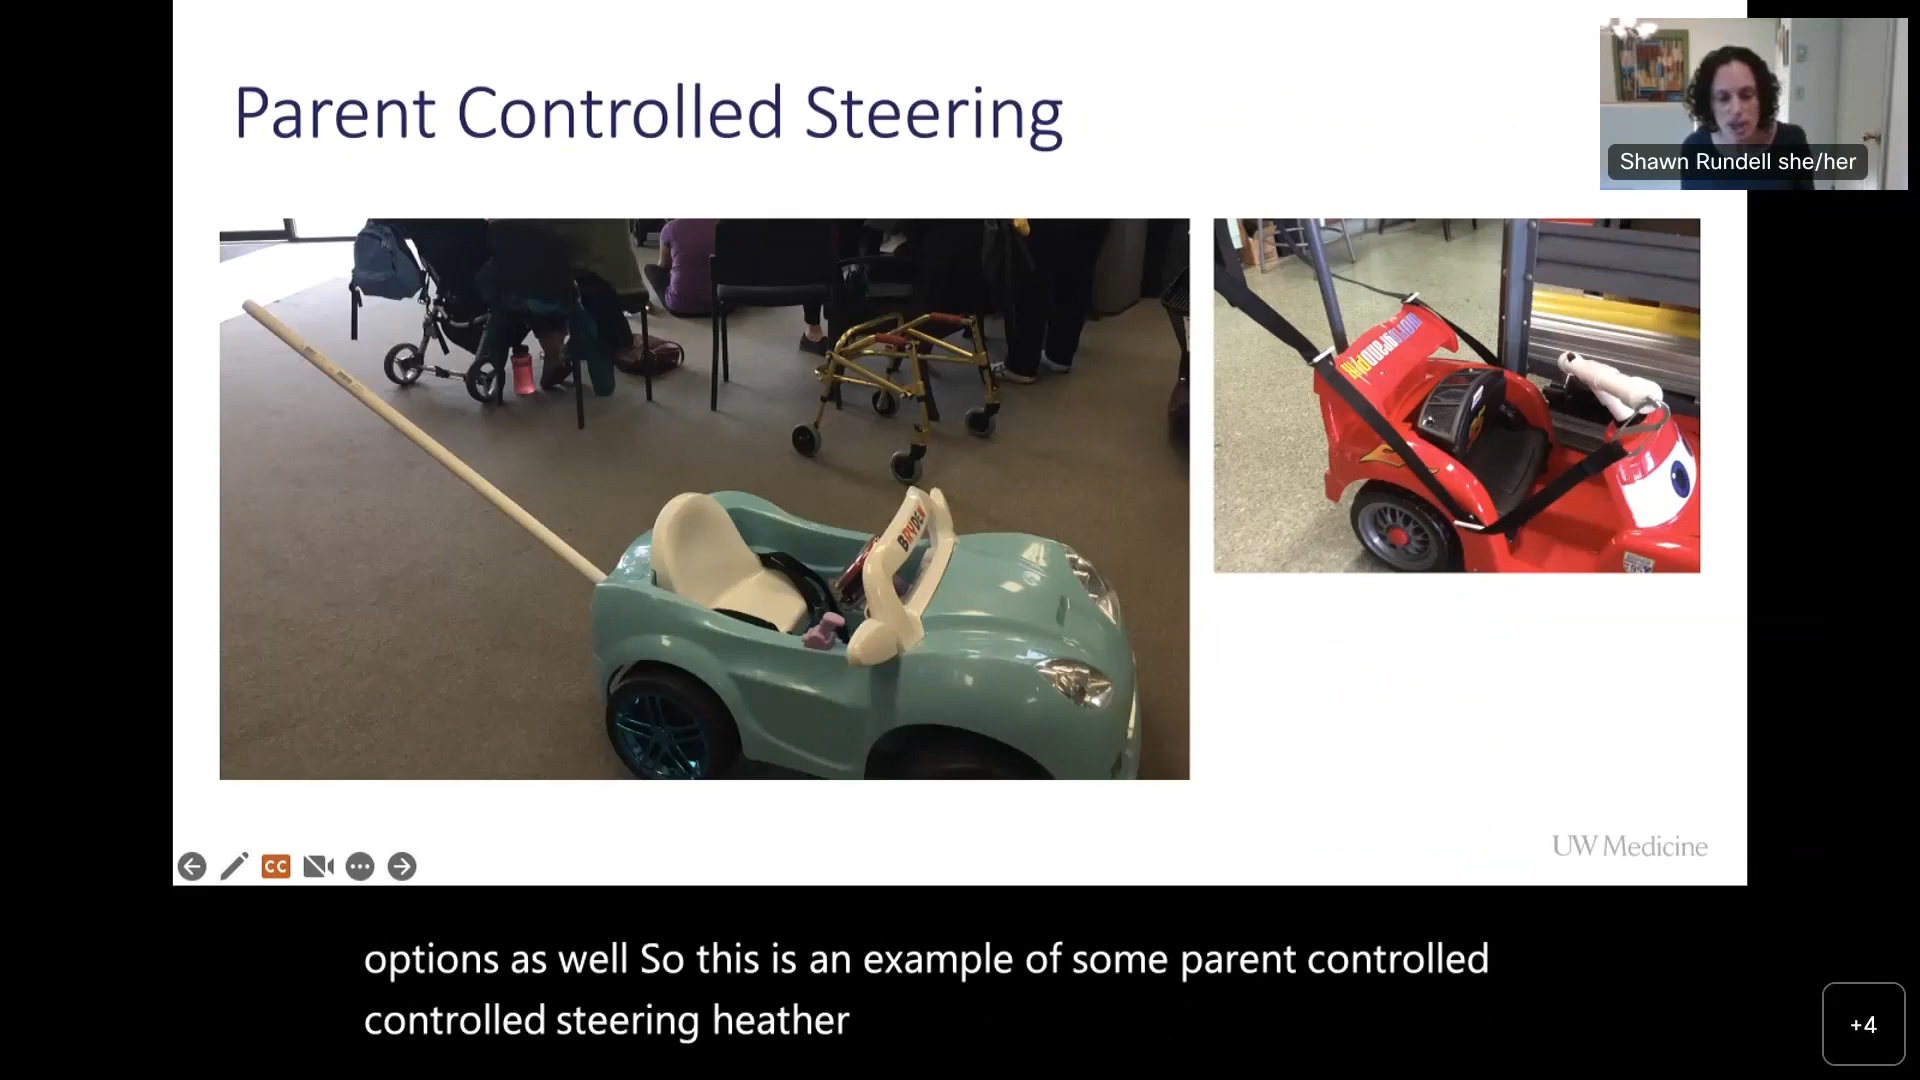 Parent Controlled Steering
Shawn Rundell she/her
BRYDEN
UW Medicine
CC
options as well So this is an example of some parent controlled
controlled steering heather
+4